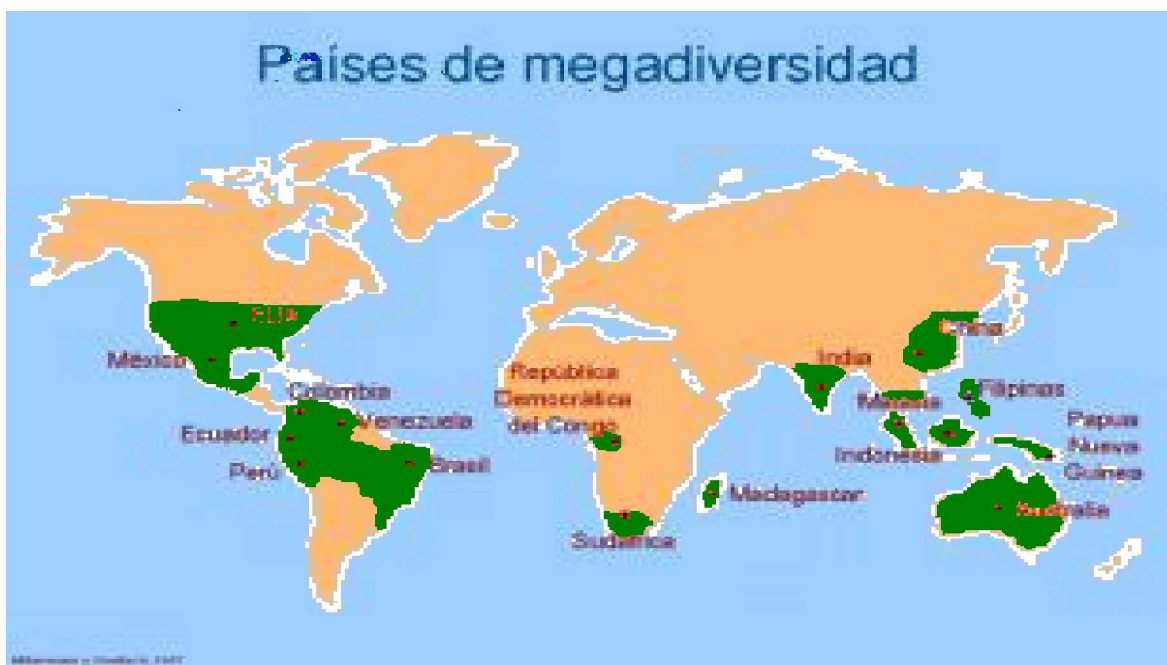 Países de megadiversidad
EUA
México
Colombia
Venezuela
Ecuador
Perú
Brasil
República
Democrática
del Congo
Sudáfrica
Madagascar
India
China
Malasia
Filipinas
Indonesia
Papua
Nueva
Guinea
Australia